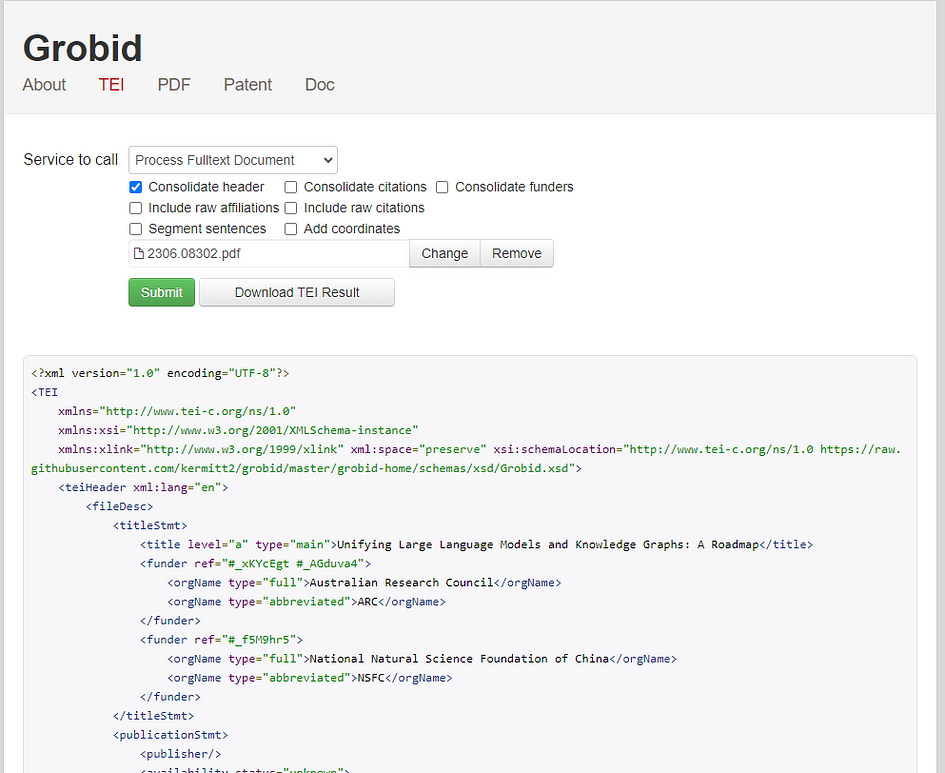 Grobid
About TEI PDF Patent Doc
Service to call Process Fulltext Document
Consolidate header Consolidate citations Consolidate funders
Include raw affiliations Include raw citations
Segment sentences Add coordinates
2306.08302.pdf Change Remove
Submit Download TEI Result
<?xml version="1.0" encoding="UTF-8"?>
<TEI
xmlns="http://www.tei-c.org/ns/1.0"
xmlns:xsi="http://www.w3.org/2001/XMLSchema-instance"
xmlns:xlink="http://www.w3.org/1999/xlink" xml:space="preserve" xsi:schemaLocation="http://www.tei-c.org/ns/1.0 https://raw.
githubusercontent.com/kermitt2/grobid/master/grobid-home/schemas/xsd/Grobid.xsd">
<teiHeader xml:lang="en">
<fileDesc>
<titleStmt>
<title level="a" type="main">Unifying Large Language Models and Knowledge Graphs: A Roadmap</title>
<funder ref="#_xKYcEgt #_AGduva4">
<orgName type="full">Australian Research Council</orgName>
<orgName type="abbreviated">ARC</orgName>
</funder>
<funder ref="#_f5M9hr5">
<orgName type="full">National Natural Science Foundation of China</orgName>
<orgName type="abbreviated">NSFC</orgName>
</funder>
</titleStmt>
<publicationStmt>
<publisher/>
<availability status="unknown">